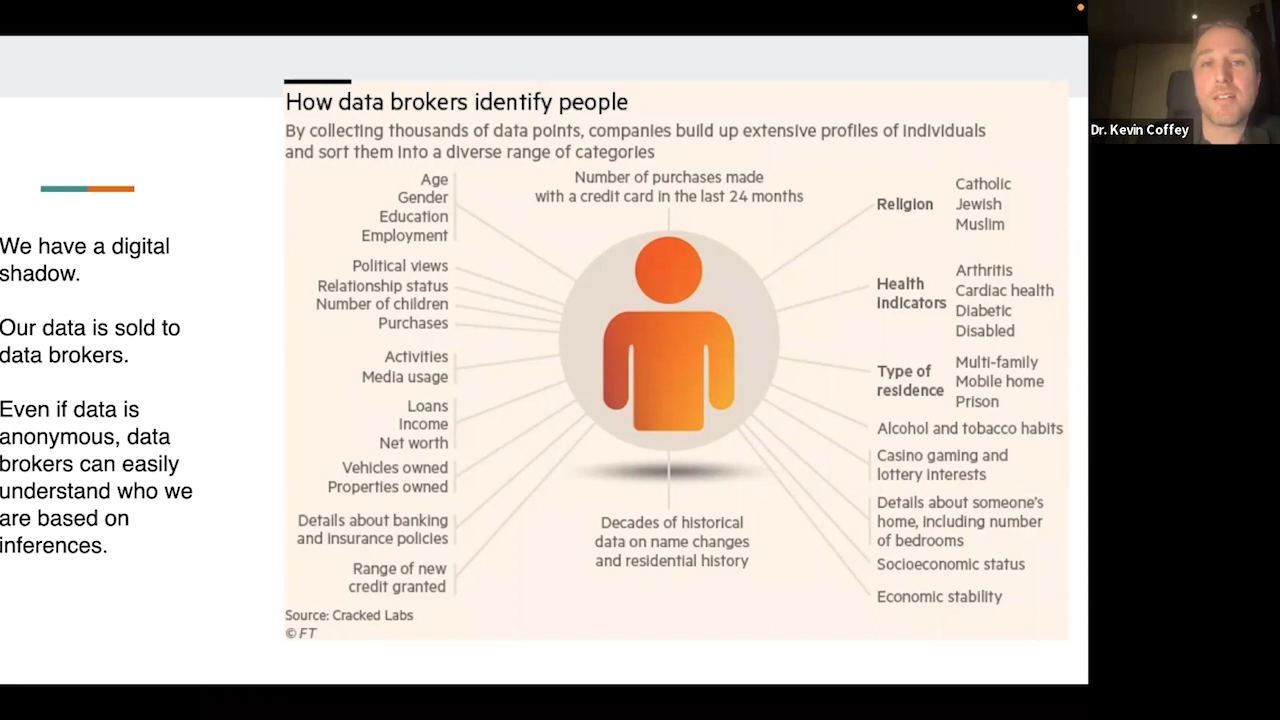 We have a digital
shadow.
Our data is sold to
data brokers.
Even if data is
anonymous, data
brokers can easily
understand who we
are based on
inferences.
How data brokers identify people
By collecting thousands of data points, companies build up extensive profiles of individuals
and sort them into a diverse range of categories
Age
Gender
Education
Employment
Political views
Relationship status
Number of children
Purchases
Activities
Media usage
Loans
Income
Net worth
Vehicles owned
Properties owned
Details about banking
and insurance policies
Range of new
credit granted
Number of purchases made
with a credit card in the last 24 months
Decades of historical
data on name changes
and residential history
Religion
Catholic
Jewish
Muslim
Health
indicators
Arthritis
Cardiac health
Diabetic
Disabled
Type of
residence
Multi-family
Mobile home
Prison
Alcohol and tobacco habits
Casino gaming and
lottery interests
Details about someone's
home, including number
of bedrooms
Socioeconomic status
Economic stability
Source: Cracked Labs
© FT
Dr. Kevin Coffey